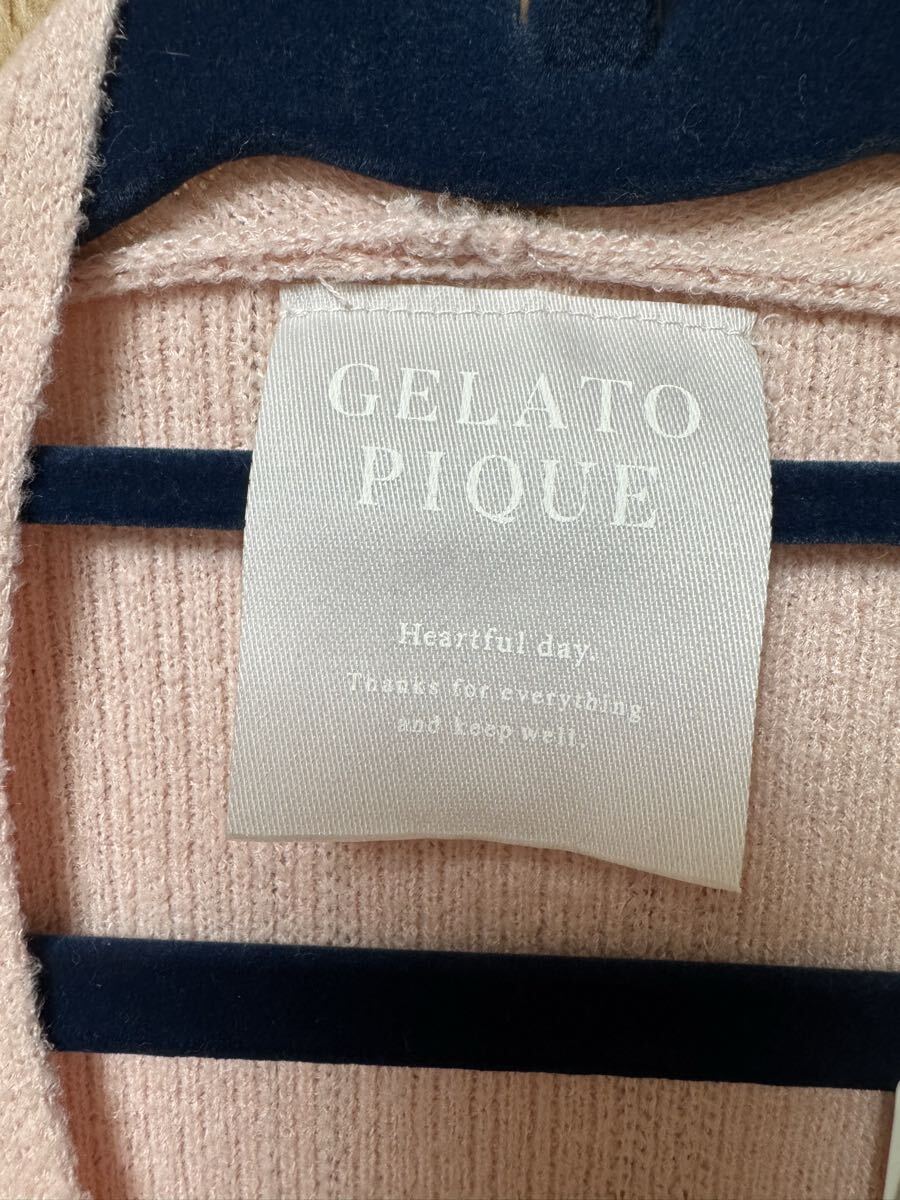 GELATO
PIQUE
Heartful day.
Thanks for everything
and keep well.